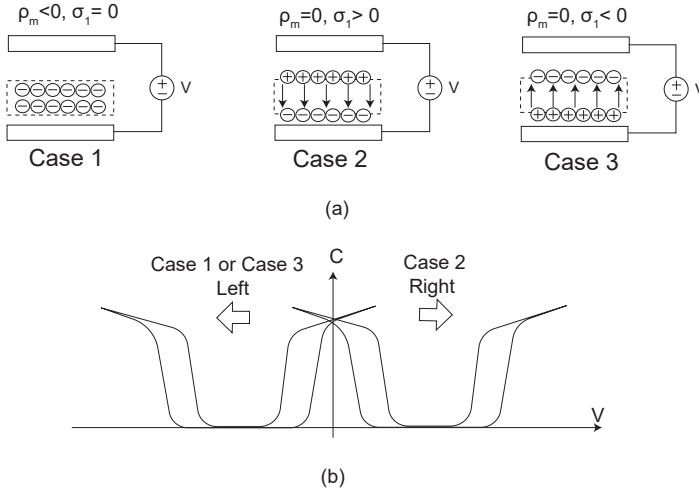 ρm<0, σ1= 0
ρm=0, σ1> 0
ρm=0, σ1< 0
V
V
V
Case 1
Case 2
Case 3
(a)
C
Case 1 or Case 3
Left
Case 2
Right
V
(b)